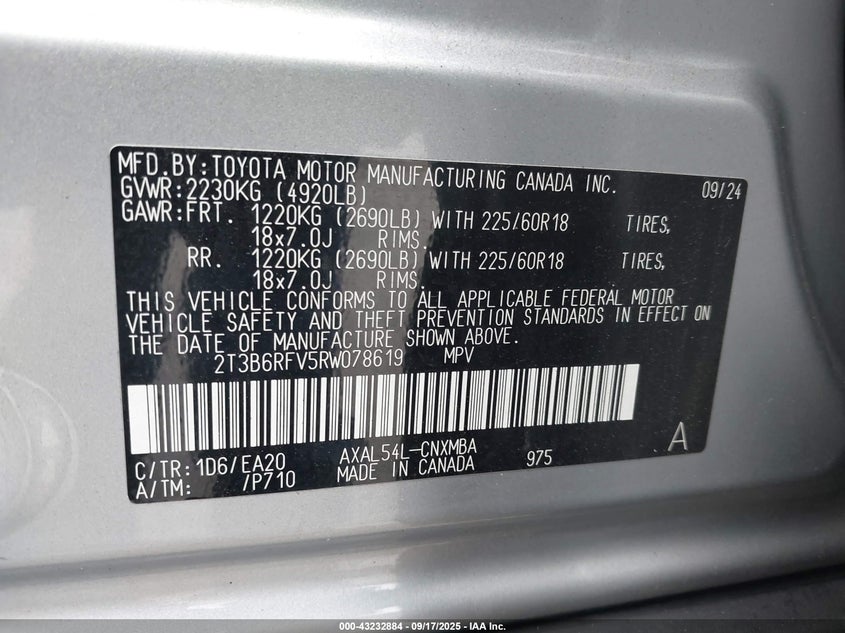 MFD.BY:TOYOTA MOTOR MANUFACTURING CANADA INC. 09/24
GVWR:2230KG (4920LB)
GAWR:FRT. 1220KG (2690LB) WITH 225/60R18 TIRES,
18x7.0J RIMS.
RR. 1220KG (2690LB) WITH 225/60R18 TIRES,
18x7.0J RIMS.
THIS VEHICLE CONFORMS TO ALL APPLICABLE FEDERAL MOTOR
VEHICLE SAFETY AND THEFT PREVENTION STANDARDS IN EFFECT ON
THE DATE OF MANUFACTURE SHOWN ABOVE.
2T3B6RFV5RW078619 MPV
C/TR:1D6/EA20 AXAL54L-CNXMBA 975 A
A/TM: /P710 MADE IN CANADA
000-43232884 - 09/17/2025 - IAA Inc.